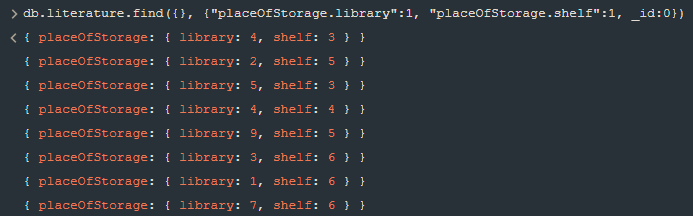 > db.literature.find({}, {"placeOfStorage.library":1, "placeOfStorage.shelf":1, _id:0})
< { placeOfStorage: { library: 4, shelf: 3 } }
{ placeOfStorage: { library: 2, shelf: 5 } }
{ placeOfStorage: { library: 5, shelf: 3 } }
{ placeOfStorage: { library: 4, shelf: 4 } }
{ placeOfStorage: { library: 9, shelf: 5 } }
{ placeOfStorage: { library: 3, shelf: 6 } }
{ placeOfStorage: { library: 1, shelf: 6 } }
{ placeOfStorage: { library: 7, shelf: 6 } }